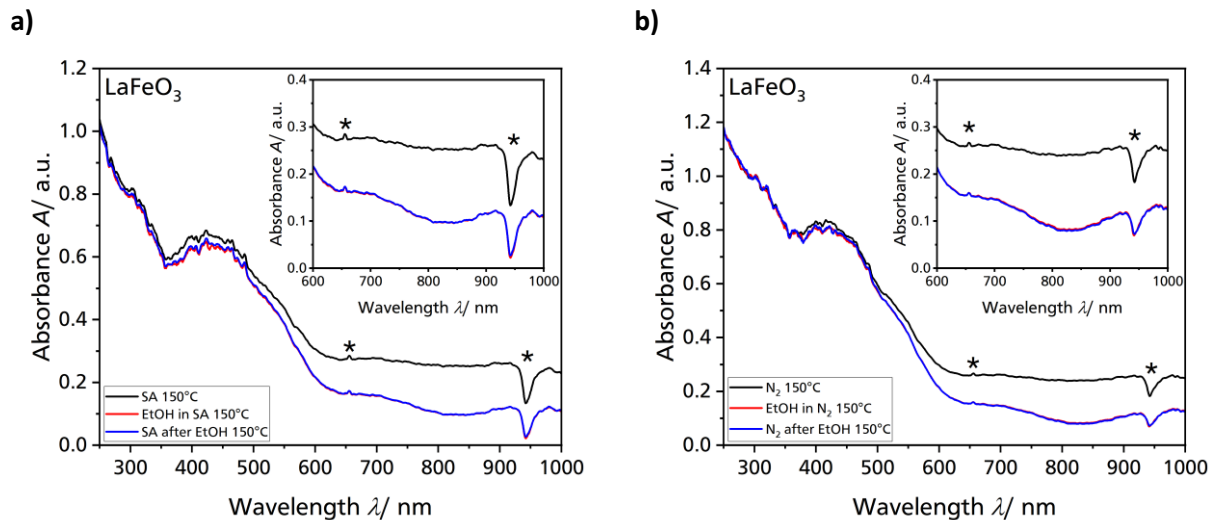 a)
LaFeO₃
Absorbance A/ a.u.
1.2
1.0
0.8
0.6
0.4
0.2
0.0
250 300 400 500 600 700 800 900 1000
Wavelength λ/ nm
SA 150°C
EtOH in SA 150°C
SA after EtOH 150°C
*
*
Absorbance A/ a.u.
0.4
0.3
0.2
0.1
0.0
600 700 800 900 1000
Wavelength λ/ nm
*
*
b)
LaFeO₃
Absorbance A/ a.u.
1.4
1.2
1.0
0.8
0.6
0.4
0.2
0.0
300 400 500 600 700 800 900 1000
Wavelength λ/ nm
N₂ 150°C
EtOH in N₂ 150°C
N₂ after EtOH 150°C
*
*
Absorbance A/ a.u.
0.4
0.3
0.2
0.1
0.0
600 700 800 900 1000
Wavelength λ/ nm
*
*